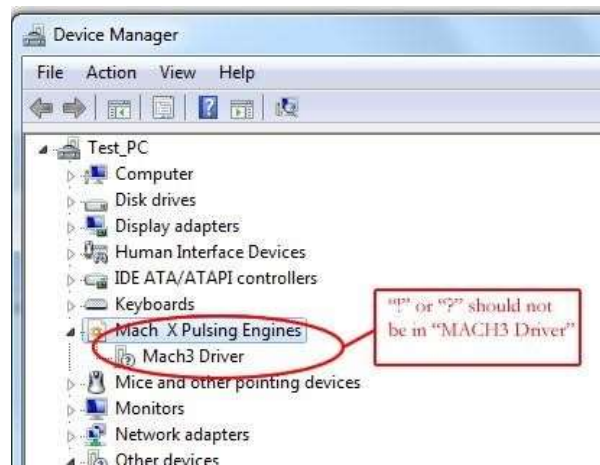 Device Manager
File Action View Help
Test_PC
Computer
Disk drives
Display adapters
Human Interface Devices
IDE ATA/ATAPI controllers
Keyboards
Mach X Pulsing Engines
Mach3 Driver
Mice and other pointing devices
Monitors
Network adapters
Other devices
"!" or "?" should not
be in "MACH3 Driver"